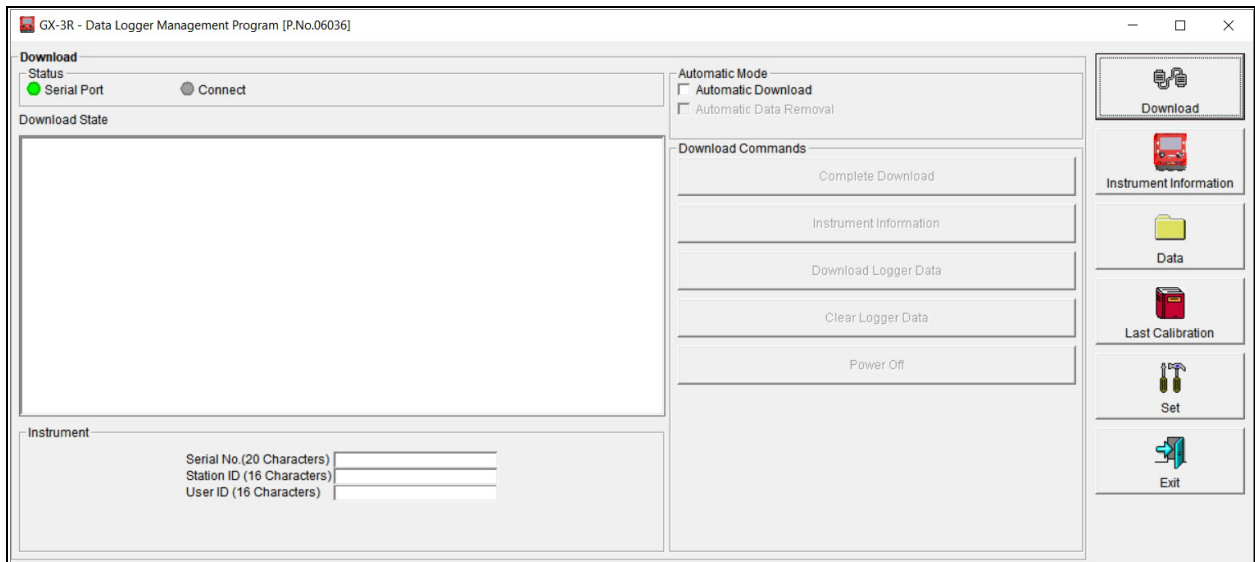 GX-3R - Data Logger Management Program [P.No.06036]
Download
Status
Serial Port
Connect
Download State
Instrument
Serial No.(20 Characters)
Station ID (16 Characters)
User ID (16 Characters)
Automatic Mode
Automatic Download
Automatic Data Removal
Download Commands
Complete Download
Instrument Information
Download Logger Data
Clear Logger Data
Power Off
Download
Instrument Information
Data
Last Calibration
Set
Exit